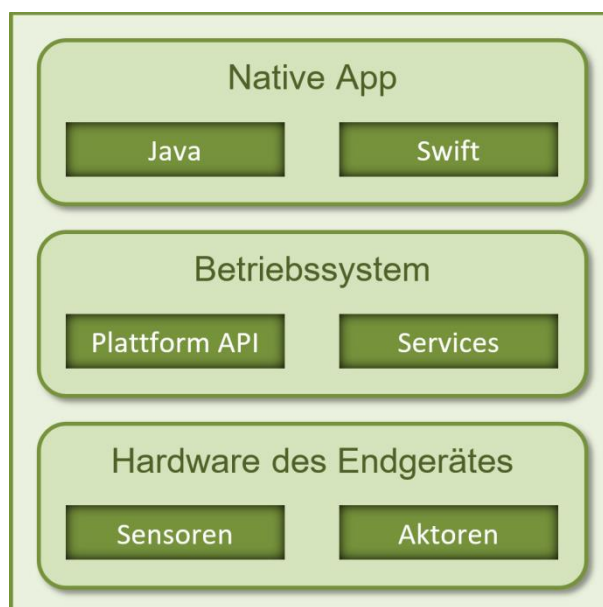 Native App
Java
Swift
Betriebssystem
Plattform API
Services
Hardware des Endgerätes
Sensoren
Aktoren